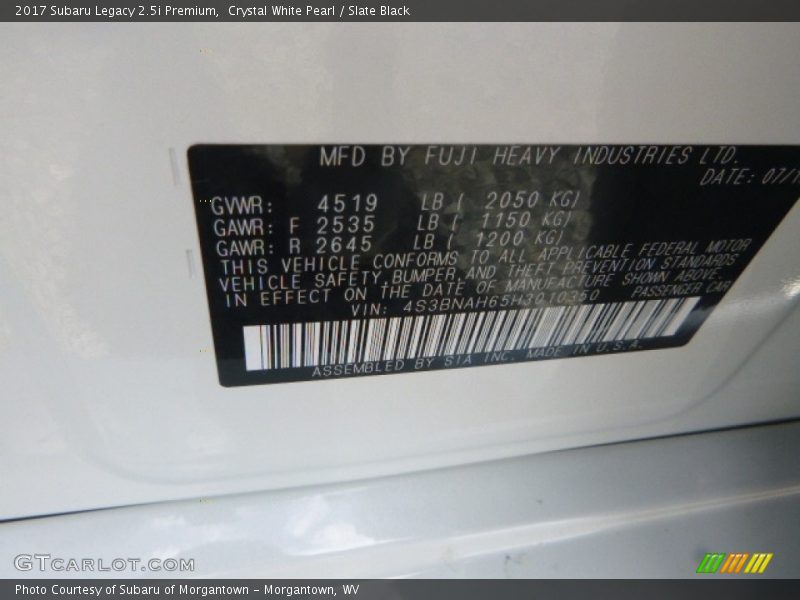 2017 Subaru Legacy 2.5i Premium,  Crystal White Pearl / Slate Black
MFD BY FUJI HEAVY INDUSTRIES LTD.
DATE: 07/1
GVWR: 4519 LB ( 2050 KG)
GAWR: F 2535 LB ( 1150 KG)
GAWR: R 2645 LB ( 1200 KG)
THIS VEHICLE CONFORMS TO ALL APPLICABLE FEDERAL MOTOR
VEHICLE SAFETY BUMPER AND THEFT PREVENTION STANDARDS
IN EFFECT ON THE DATE OF MANUFACTURE SHOWN ABOVE.
VIN: 4S3BNAH65H3010350 PASSENGER CAR
ASSEMBLED BY SIA INC. MADE IN U.S.A.
GTCARLOT.COM
Photo Courtesy of Subaru of Morgantown – Morgantown, WV